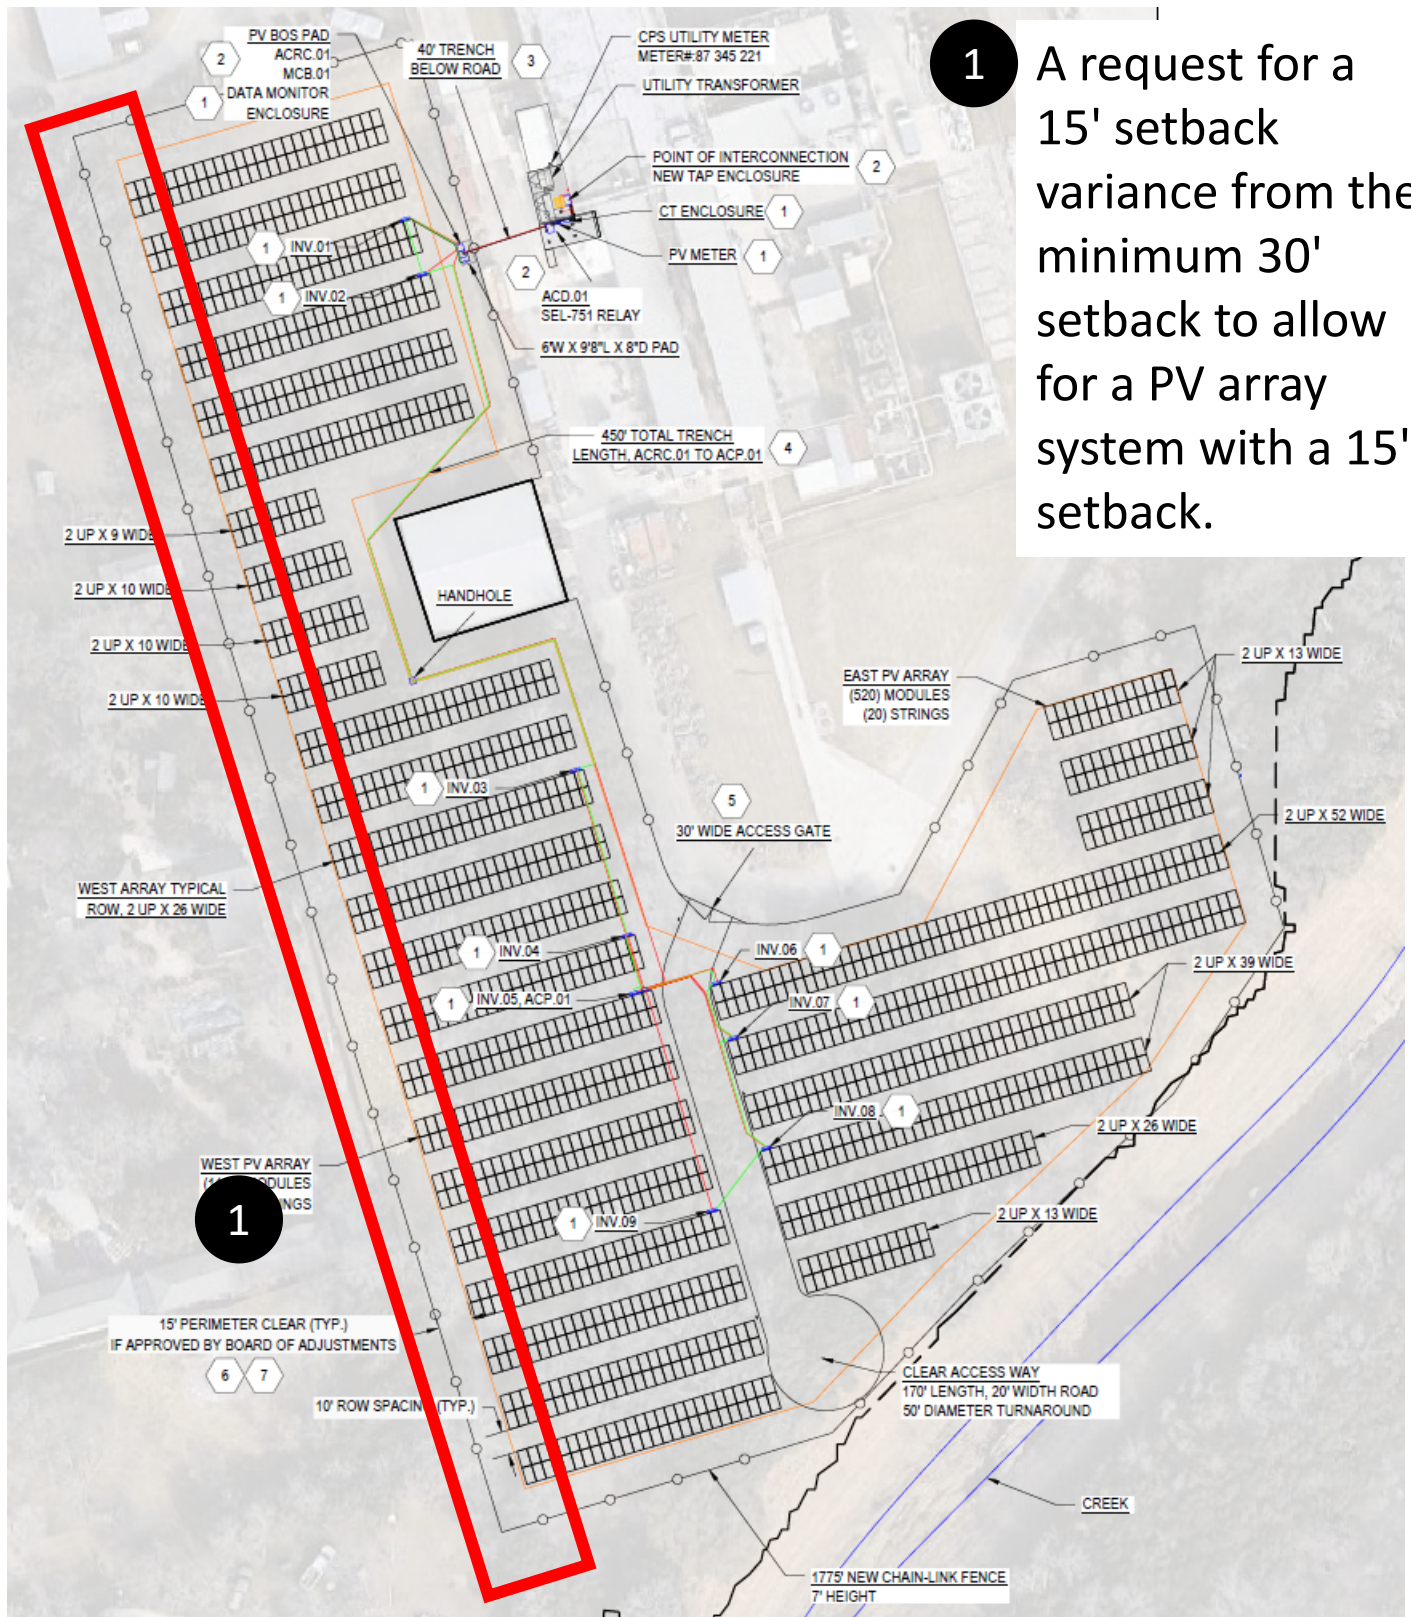 PV BOS PAD
ACRC.01
MCB.01
2
1
DATA MONITOR
ENCLOSURE
40' TRENCH
BELOW ROAD
3
CPS UTILITY METER
METER#:87 345 221
UTILITY TRANSFORMER
POINT OF INTERCONNECTION
NEW TAP ENCLOSURE
2
CT ENCLOSURE
1
PV METER
1
2
ACD.01
SEL-751 RELAY
6'W X 9'8"L X 8"D PAD
1
A request for a
15' setback
variance from the
minimum 30'
setback to allow
for a PV array
system with a 15'
setback.
1
INV.01
1
INV.02
450' TOTAL TRENCH
LENGTH, ACRC.01 TO ACP.01
4
2 UP X 9 WIDE
2 UP X 10 WIDE
2 UP X 10 WIDE
2 UP X 10 WIDE
HANDHOLE
EAST PV ARRAY
(520) MODULES
(20) STRINGS
2 UP X 13 WIDE
2 UP X 52 WIDE
1
INV.03
5
30' WIDE ACCESS GATE
WEST ARRAY TYPICAL
ROW, 2 UP X 26 WIDE
1
INV.04
INV.06
1
2 UP X 39 WIDE
1
INV.05, ACP.01
INV.07
1
INV.08
1
2 UP X 26 WIDE
WEST PV ARRAY
1
1
INV.09
2 UP X 13 WIDE
15' PERIMETER CLEAR (TYP.)
IF APPROVED BY BOARD OF ADJUSTMENTS
6
7
10' ROW SPACING (TYP.)
CLEAR ACCESS WAY
170' LENGTH, 20' WIDTH ROAD
50' DIAMETER TURNAROUND
CREEK
1775' NEW CHAIN-LINK FENCE
7' HEIGHT